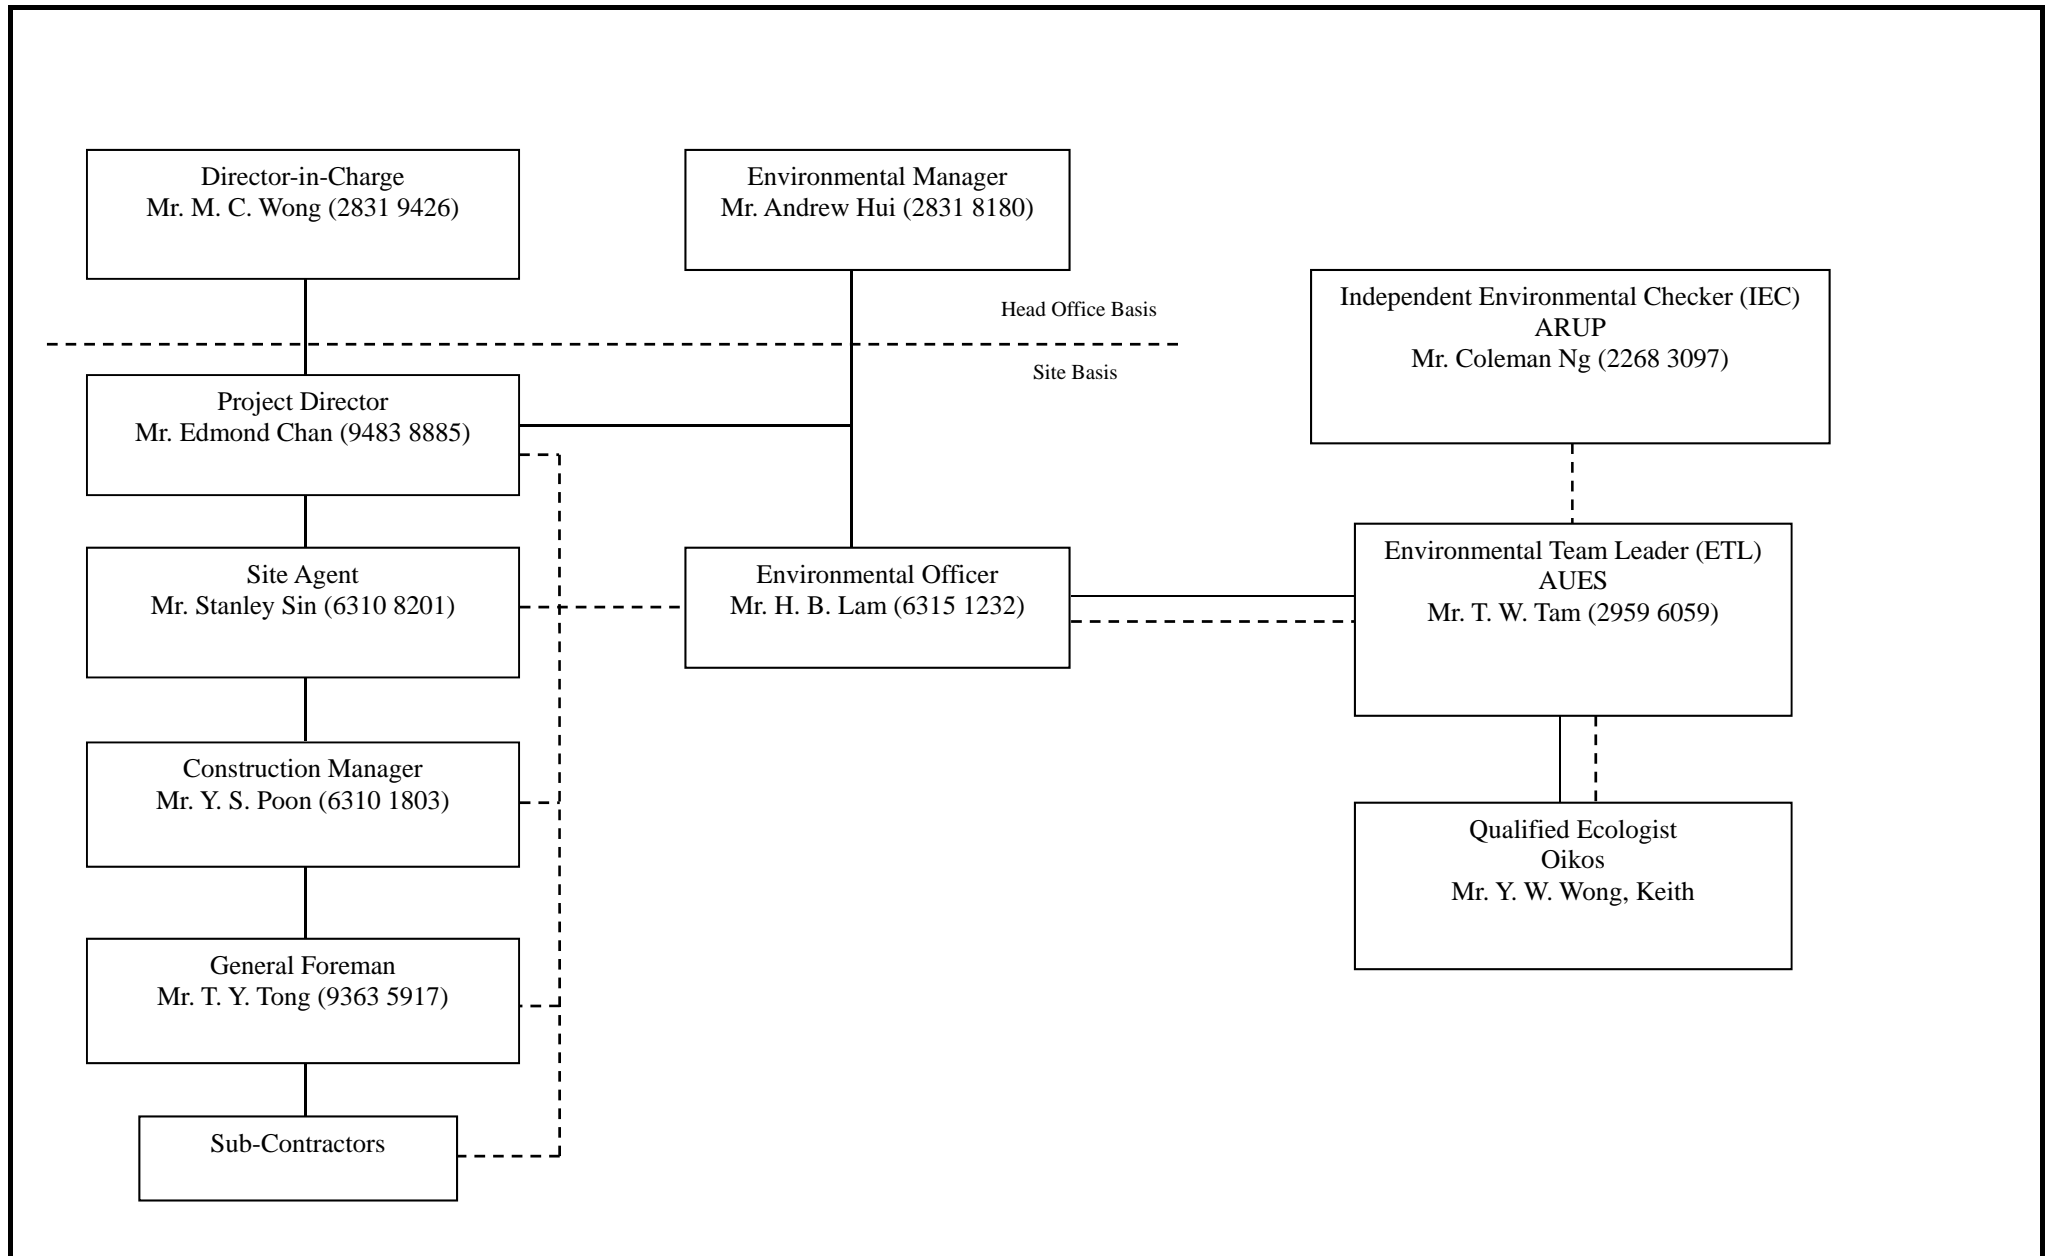 Director-in-Charge
Mr. M. C. Wong (2831 9426)
Environmental Manager
Mr. Andrew Hui (2831 8180)
Head Office Basis
Site Basis
Independent Environmental Checker (IEC)
ARUP
Mr. Coleman Ng (2268 3097)
Project Director
Mr. Edmond Chan (9483 8885)
Site Agent
Mr. Stanley Sin (6310 8201)
Environmental Officer
Mr. H. B. Lam (6315 1232)
Environmental Team Leader (ETL)
AUES
Mr. T. W. Tam (2959 6059)
Construction Manager
Mr. Y. S. Poon (6310 1803)
Qualified Ecologist
Oikos
Mr. Y. W. Wong, Keith
General Foreman
Mr. T. Y. Tong (9363 5917)
Sub-Contractors